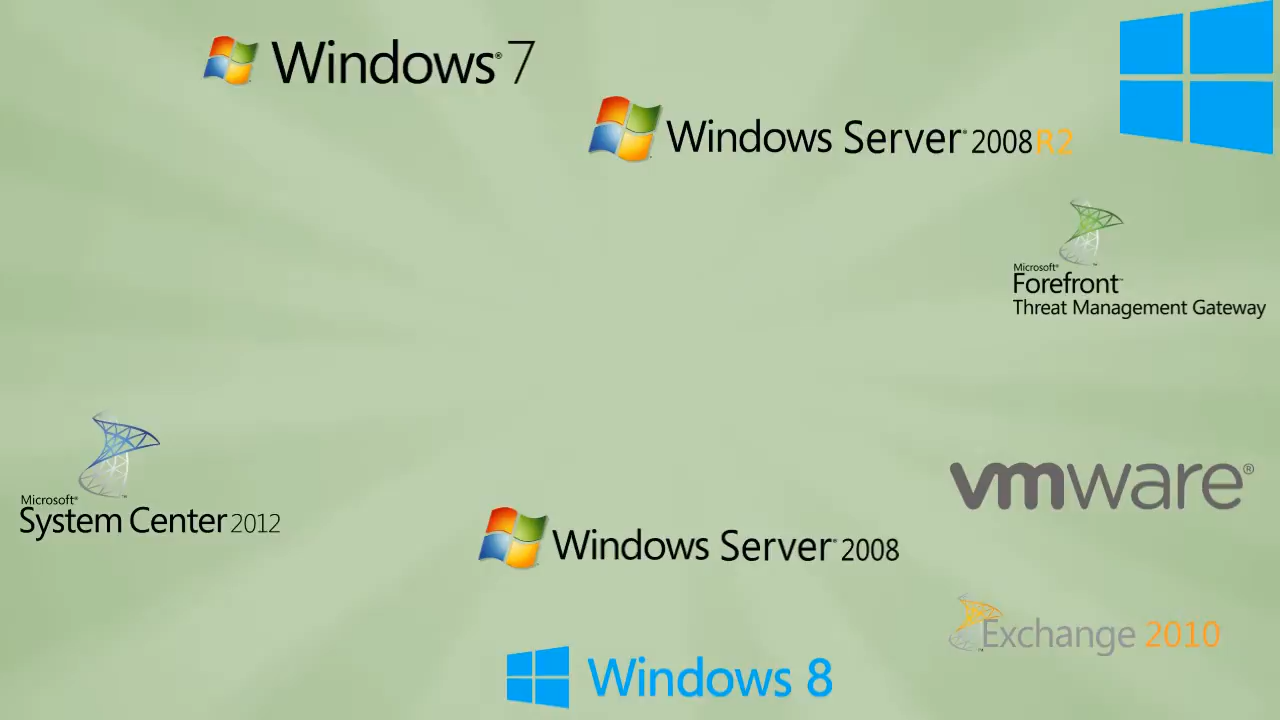 Windows® 7
Windows Server® 2008 R2
Microsoft®
Forefront™
Threat Management Gateway
Microsoft®
System Center 2012
vmware®
Windows Server® 2008
Exchange 2010
Windows 8